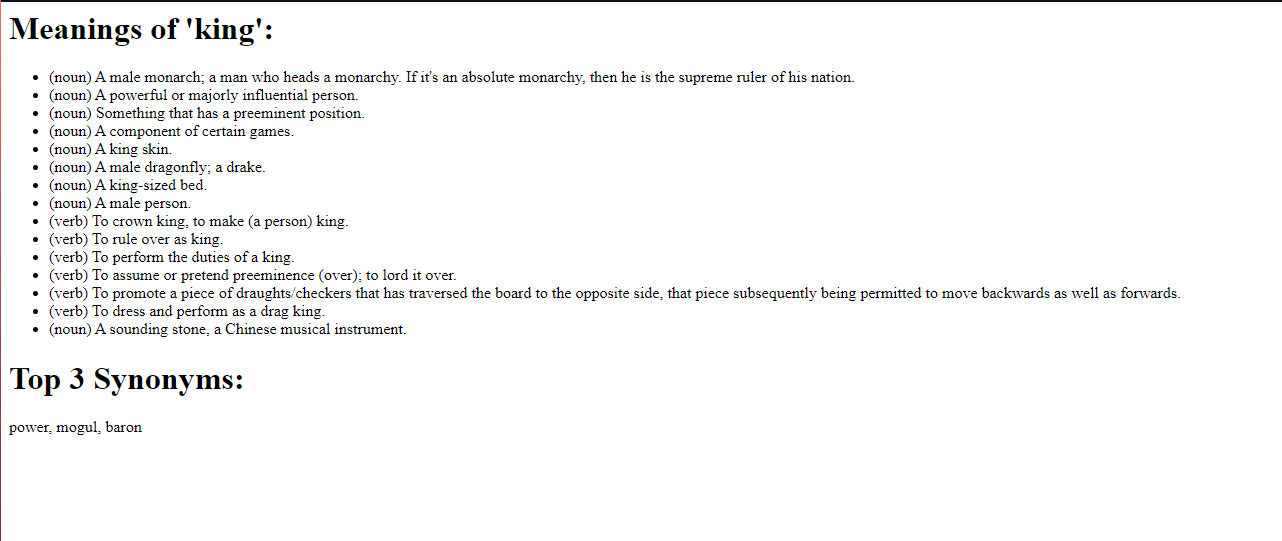 Meanings of 'king':
• (noun) A male monarch; a man who heads a monarchy. If it's an absolute monarchy, then he is the supreme ruler of his nation.
• (noun) A powerful or majorly influential person.
• (noun) Something that has a preeminent position.
• (noun) A component of certain games.
• (noun) A king skin.
• (noun) A male dragonfly; a drake.
• (noun) A king-sized bed.
• (noun) A male person.
• (verb) To crown king, to make (a person) king.
• (verb) To rule over as king.
• (verb) To perform the duties of a king.
• (verb) To assume or pretend preeminence (over); to lord it over.
• (verb) To promote a piece of draughts/checkers that has traversed the board to the opposite side, that piece subsequently being permitted to move backwards as well as forwards.
• (verb) To dress and perform as a drag king.
• (noun) A sounding stone, a Chinese musical instrument.
Top 3 Synonyms:
power, mogul, baron